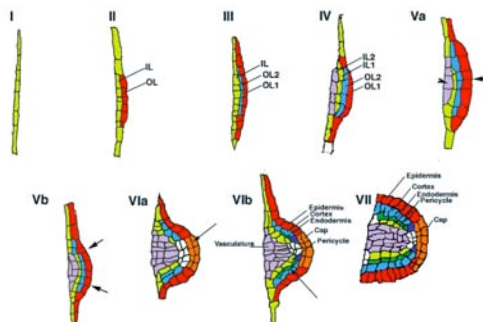 I
II
IL
OL
III
IL
OL2
OL1
IV
IL2
IL1
OL2
OL1
Va
Vb
VIa
VIb
Epidermis
Cortex
Endodermis
Cap
Pericycle
Vasculature
VII
Epidermis
Cortex
Endodermis
Pericycle
Cap